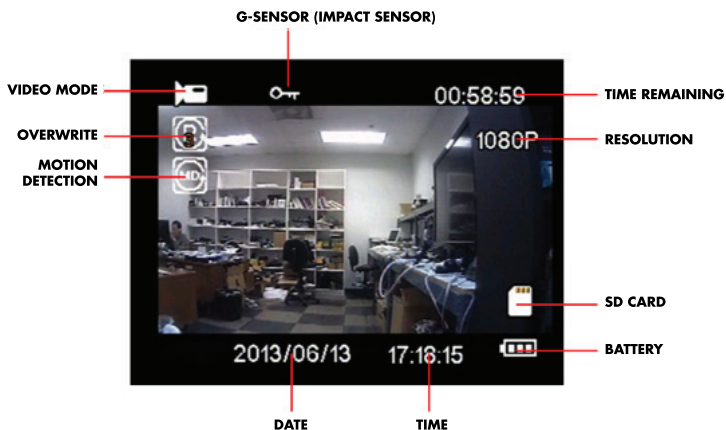 G-SENSOR (IMPACT SENSOR)
VIDEO MODE
00:58:59
TIME REMAINING
OVERWRITE
1080P
RESOLUTION
MOTION
DETECTION
MD
SD CARD
BATTERY
2013/06/13
17:18:15
DATE
TIME